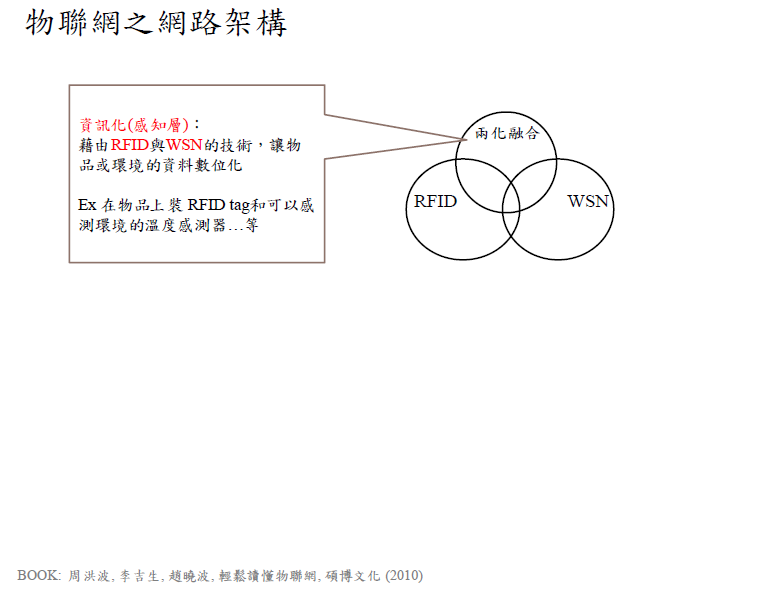 物聯網之網路架構
資訊化(感知層)：
藉由RFID與WSN的技術，讓物
品或環境的資料數位化
Ex 在物品上裝 RFID tag和可以感
測環境的溫度感測器…等
兩化融合
RFID
WSN
BOOK: 周洪波, 李吉生, 趙曉波, 輕鬆讀懂物聯網, 碩博文化 (2010)